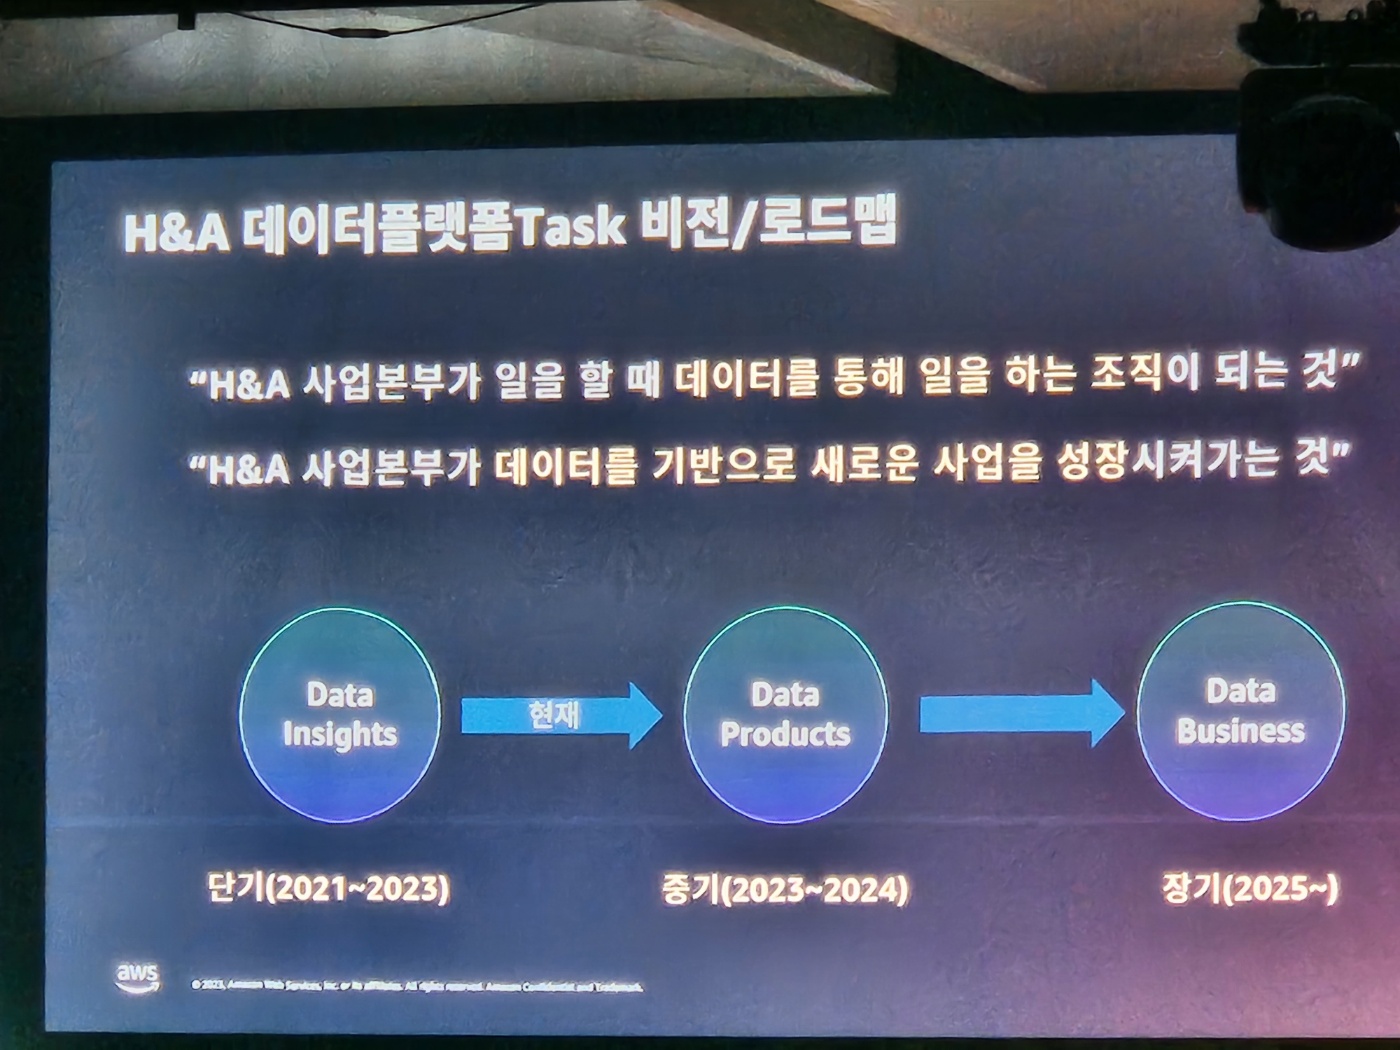 H&A 데이터플랫폼Task 비전/로드맵
“H&A 사업본부가 일을 할 때 데이터를 통해 일을 하는 조직이 되는 것”
“H&A 사업본부가 데이터를 기반으로 새로운 사업을 성장시켜가는 것”
Data
Insights
현재
Data
Products
Data
Business
단기(2021~2023)
중기(2023~2024)
장기(2025~)
aws
© 2023, Amazon Web Services, Inc. or its affiliates. All rights reserved. Amazon Confidential and Trademark.